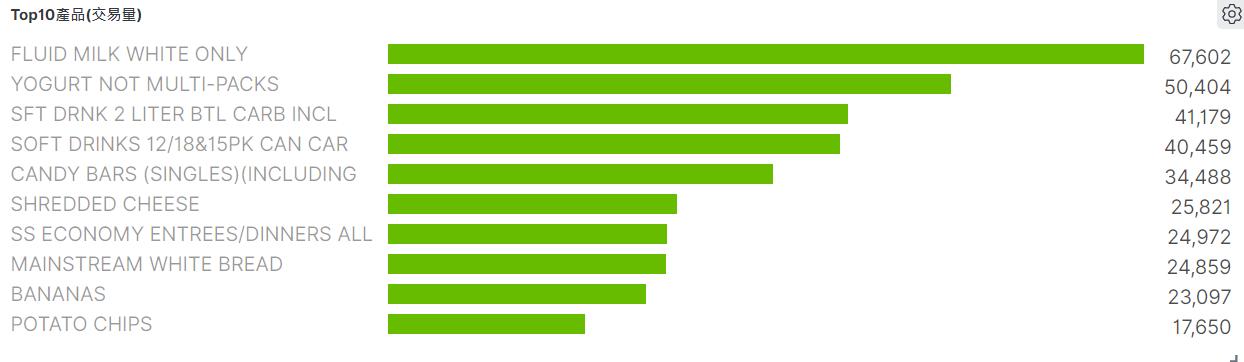 Top10產品(交易量)
FLUID MILK WHITE ONLY 67,602
YOGURT NOT MULTI-PACKS 50,404
SFT DRNK 2 LITER BTL CARB INCL 41,179
SOFT DRINKS 12/18&15PK CAN CAR 40,459
CANDY BARS (SINGLES)(INCLUDING 34,488
SHREDDED CHEESE 25,821
SS ECONOMY ENTREES/DINNERS ALL 24,972
MAINSTREAM WHITE BREAD 24,859
BANANAS 23,097
POTATO CHIPS 17,650